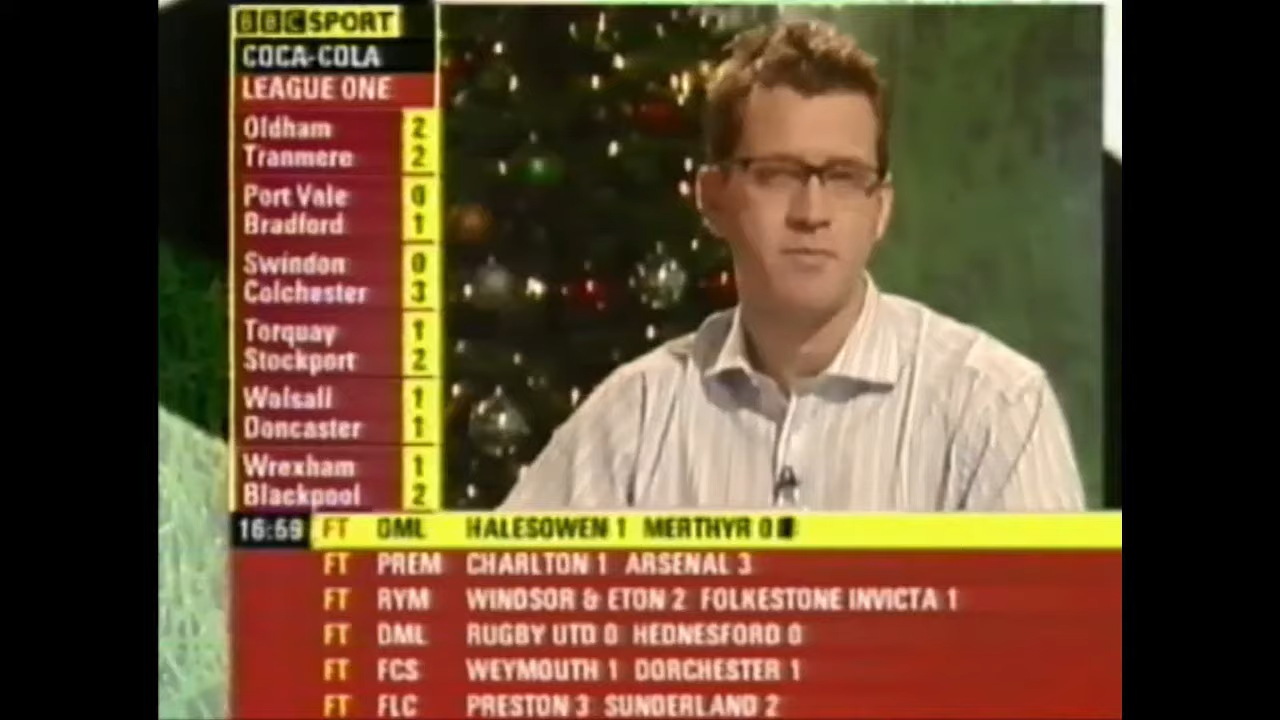 BBC SPORT
COCA-COLA
LEAGUE ONE
Oldham 2
Tranmere 2
Port Vale 0
Bradford 1
Swindon 0
Colchester 3
Torquay 1
Stockport 2
Walsall 1
Doncaster 1
Wrexham 1
Blackpool 2
16:59 FT DML HALESOWEN 1 MERTHYR 0
FT PREM CHARLTON 1 ARSENAL 3
FT RYM WINDSOR & ETON 2 FOLKESTONE INVICTA 1
FT DML RUGBY UTD 0 HEDNESFORD 0
FT FCS WEYMOUTH 1 DORCHESTER 1
FT FLC PRESTON 3 SUNDERLAND 2